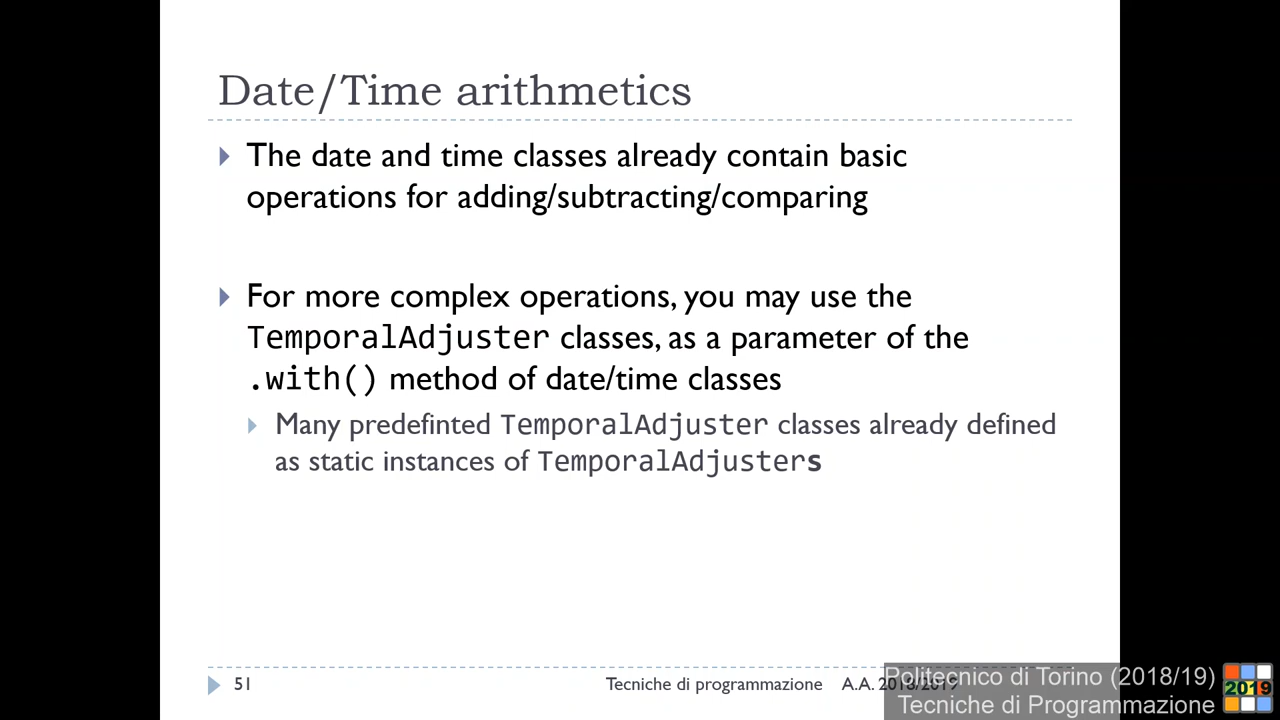 Date/Time arithmetics
The date and time classes already contain basic
operations for adding/subtracting/comparing
For more complex operations, you may use the
TemporalAdjuster classes, as a parameter of the
.with() method of date/time classes
Many predefinted TemporalAdjuster classes already defined
as static instances of TemporalAdjusters
51
Tecniche di programmazione A.A. 2018/2019
Politecnico di Torino (2018/19)
Tecniche di Programmazione
2019